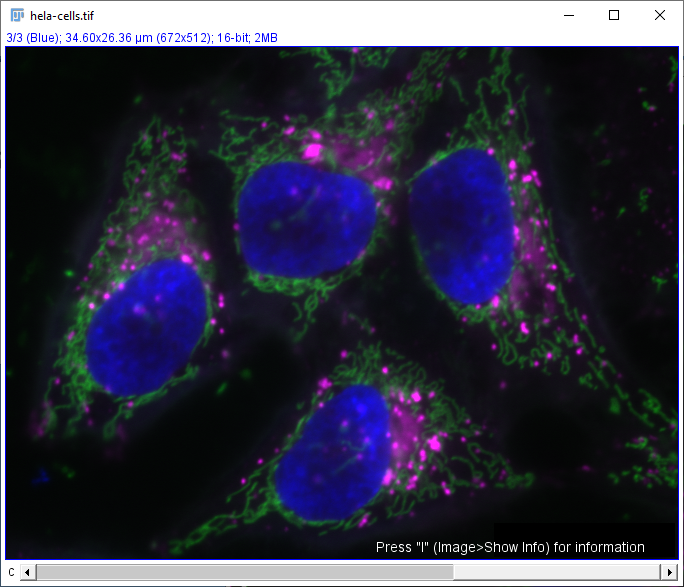 hela-cells.tif
3/3 (Blue); 34.60x26.36 µm (672x512); 16-bit; 2MB
Press "I" (Image>Show Info) for information
c